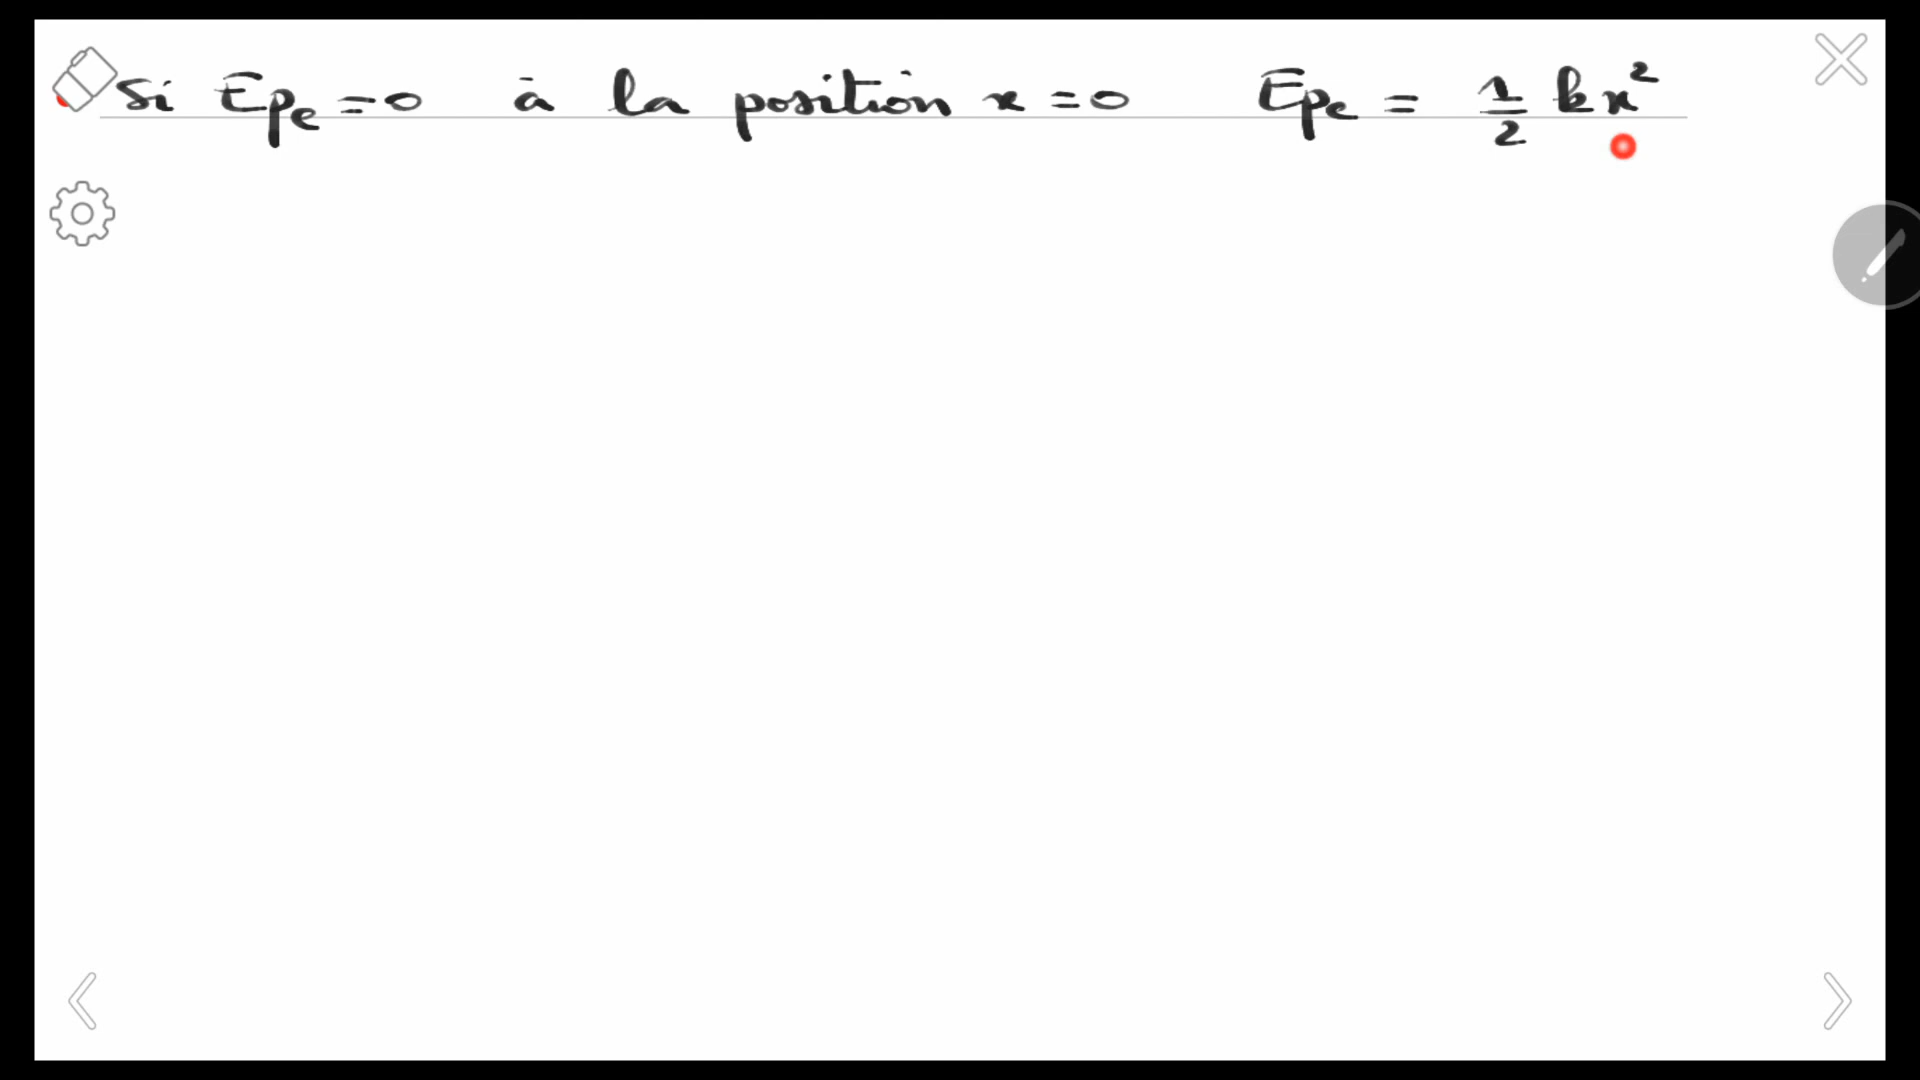 Si Epe = 0 à la position x = 0 Epe = 1/2 kx²